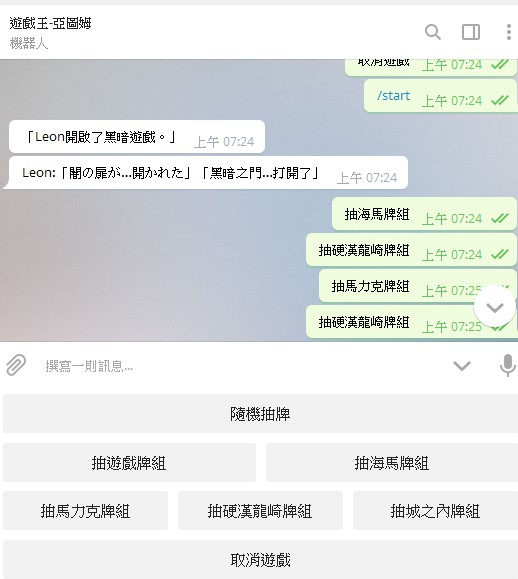 遊戲王-亞圖姆
機器人
取消遊戲 上午 07:24
/start 上午 07:24
「Leon開啟了黑暗遊戲。」 上午 07:24
Leon:「闇の扉が...開かれた」「黑暗之門...打開了」 上午 07:24
抽海馬牌組 上午 07:24
抽硬漢龍崎牌組 上午 07:24
抽馬力克牌組 上午 07:25
抽硬漢龍崎牌組 上午 07:25
撰寫一則訊息...
隨機抽牌
抽遊戲牌組 抽海馬牌組
抽馬力克牌組 抽硬漢龍崎牌組 抽城之內牌組
取消遊戲